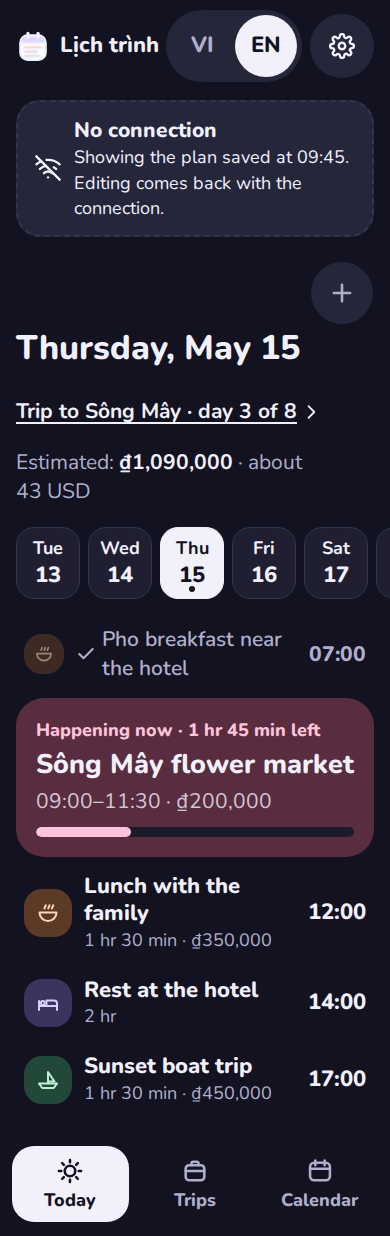 Lịch trình
VI
EN
No connection
Showing the plan saved at 09:45.
Editing comes back with the
connection.
Thursday, May 15
Trip to Sông Mây · day 3 of 8
Estimated: ₫1,090,000 · about
43 USD
Tue
13
Wed
14
Thu
15
Fri
16
Sat
17
Pho breakfast near
the hotel
07:00
Happening now · 1 hr 45 min left
Sông Mây flower market
09:00–11:30 · ₫200,000
Lunch with the
family
1 hr 30 min · ₫350,000
12:00
Rest at the hotel
2 hr
14:00
Sunset boat trip
1 hr 30 min · ₫450,000
17:00
Today
Trips
Calendar